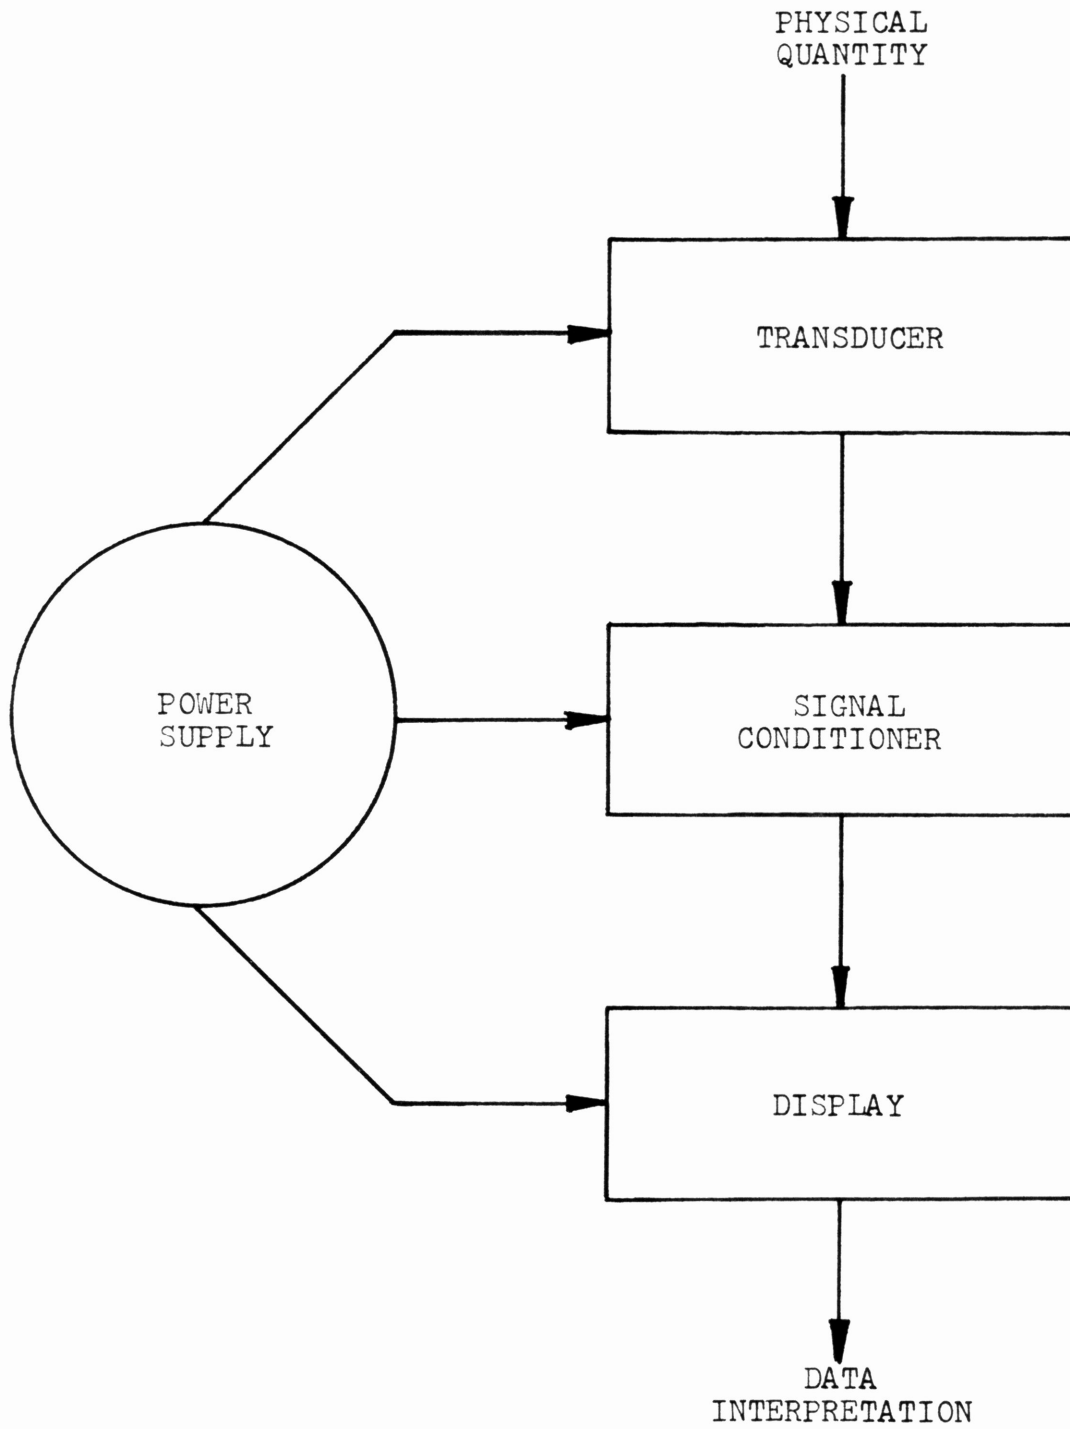 PHYSICAL
QUANTITY
TRANSDUCER
POWER
SUPPLY
SIGNAL
CONDITIONER
DISPLAY
DATA
INTERPRETATION